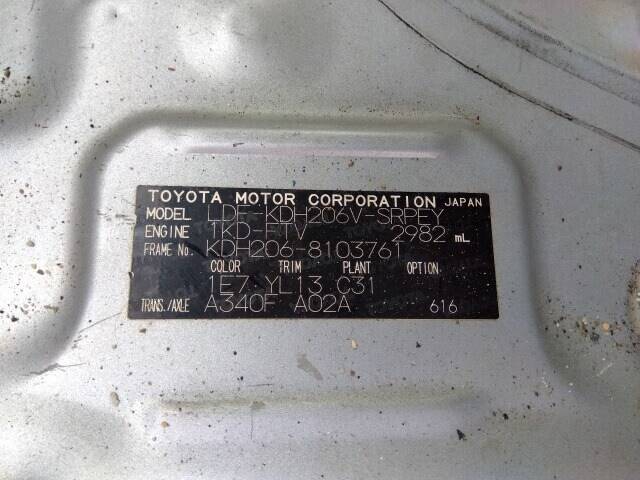 TOYOTA MOTOR CORPORATION JAPAN
MODEL LDF-KDH206V-SRPEY
ENGINE 1KD-FTV 2982 mL
FRAME No. KDH206-8103761
COLOR TRIM PLANT OPTION
1E7 YL13 C31
TRANS./AXLE A340F A02A 616